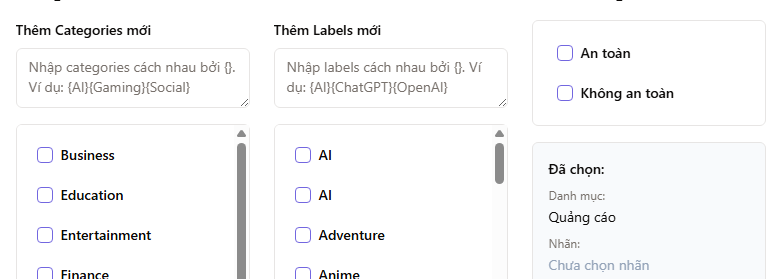 Thêm Categories mới
Nhập categories cách nhau bởi {}.
Ví dụ: {AI}{Gaming}{Social}
Business
Education
Entertainment
Finance
Thêm Labels mới
Nhập labels cách nhau bởi {}. Ví
dụ: {AI}{ChatGPT}{OpenAI}
AI
AI
Adventure
Anime
An toàn
Không an toàn
Đã chọn:
Danh mục:
Quảng cáo
Nhãn:
Chưa chọn nhãn